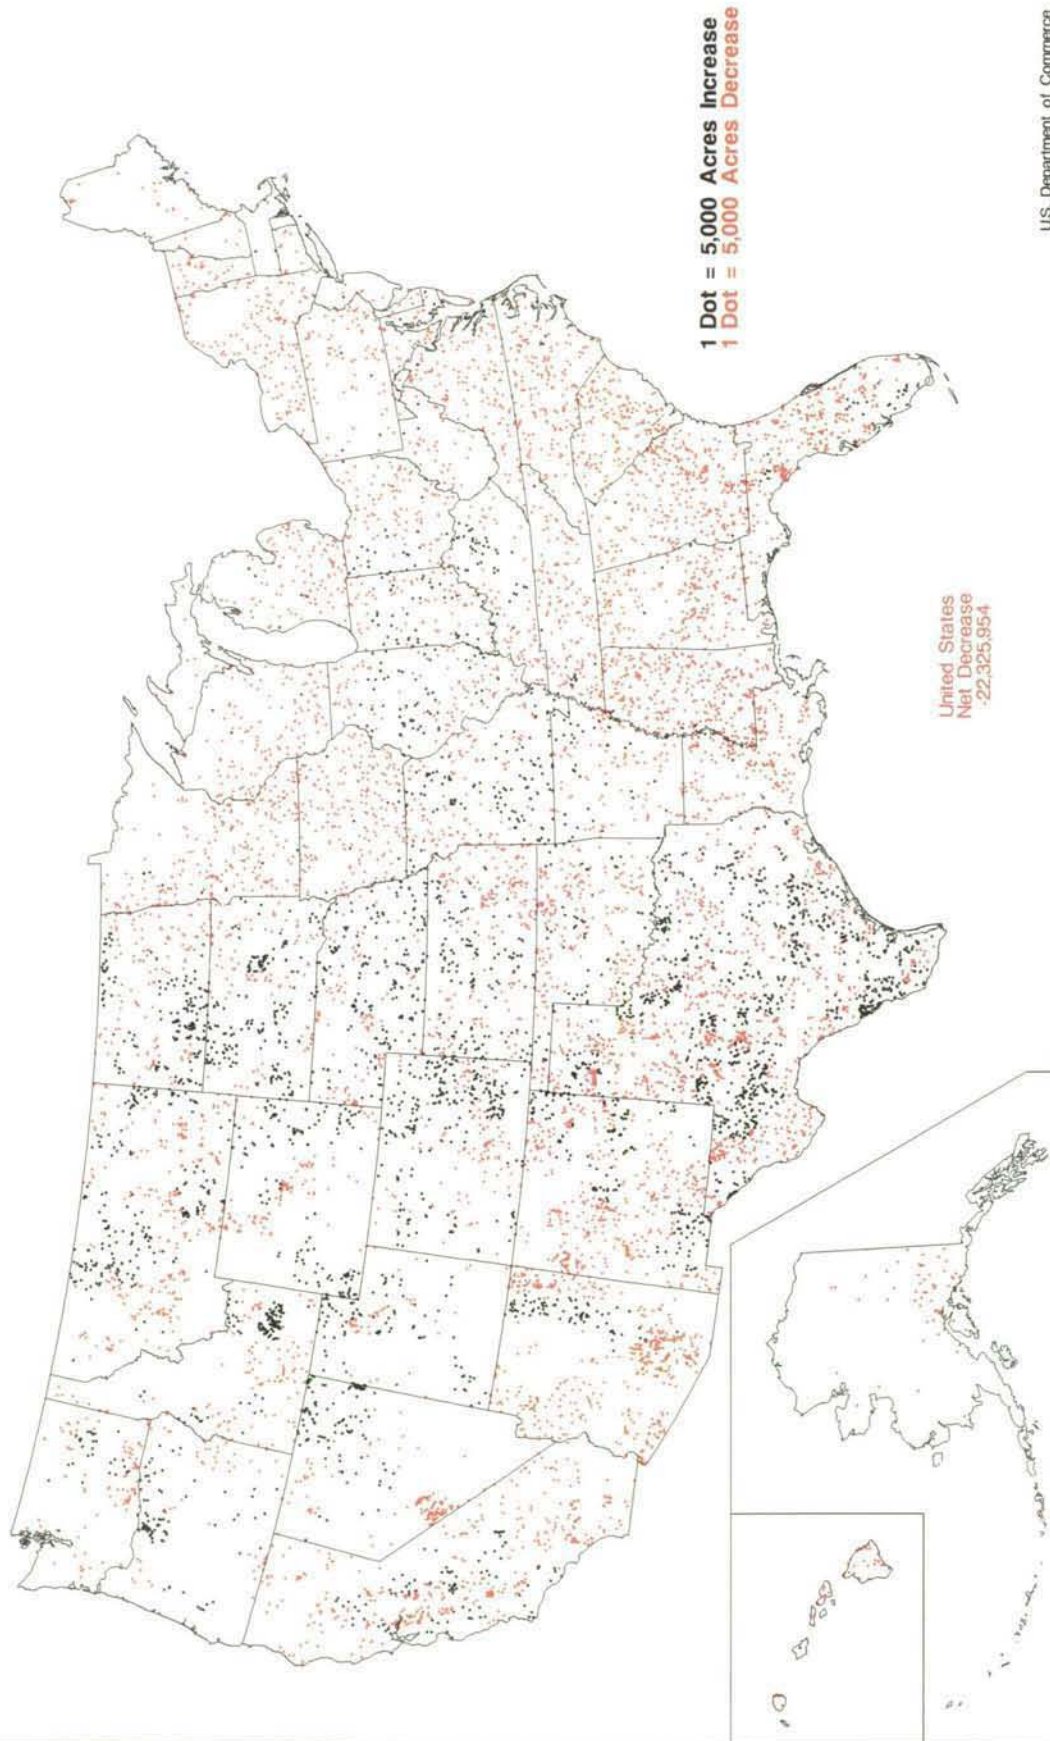 1 Dot = 5,000 Acres Increase
1 Dot = 5,000 Acres Decrease
United States
Net Decrease
-22,325,954
U.S. Department of Commerce